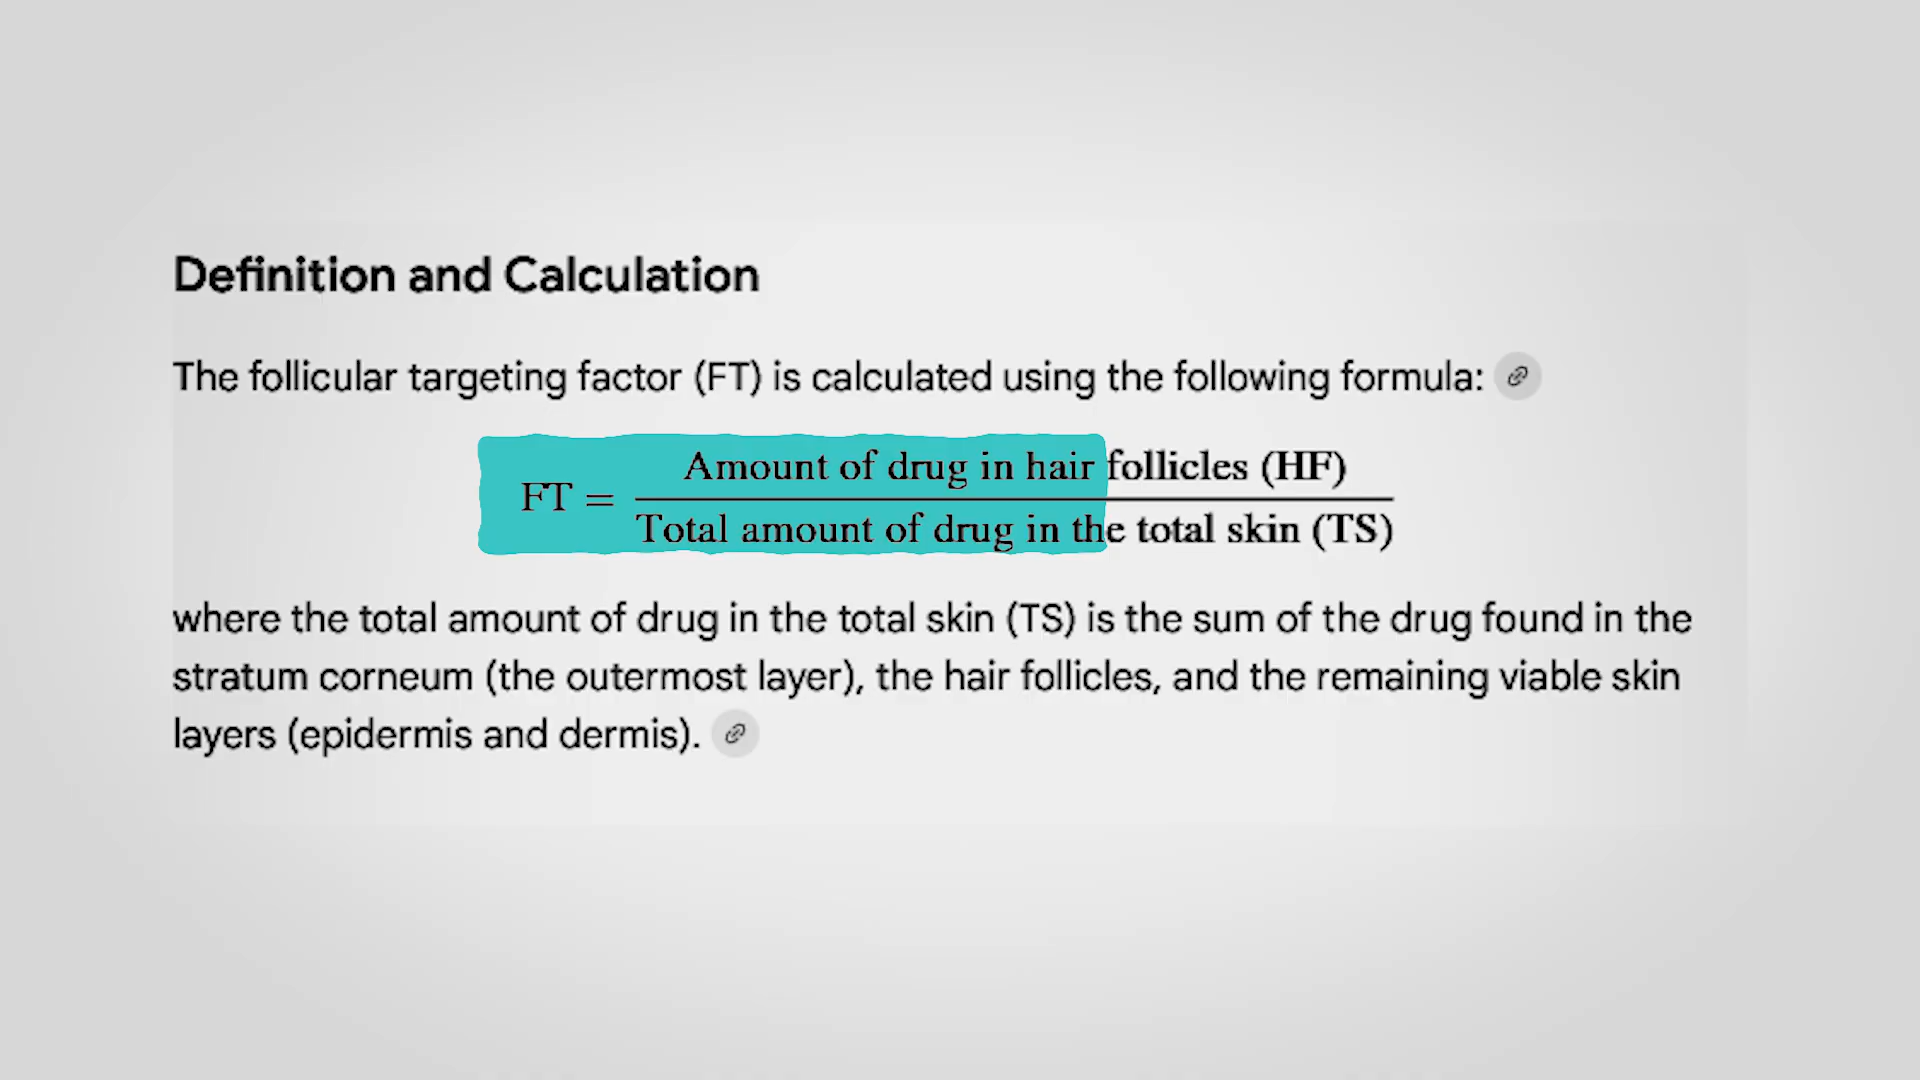 Definition and Calculation
The follicular targeting factor (FT) is calculated using the following formula:
Amount of drug in hair follicles (HF)
FT =
Total amount of drug in the total skin (TS)
where the total amount of drug in the total skin (TS) is the sum of the drug found in the
stratum corneum (the outermost layer), the hair follicles, and the remaining viable skin
layers (epidermis and dermis).